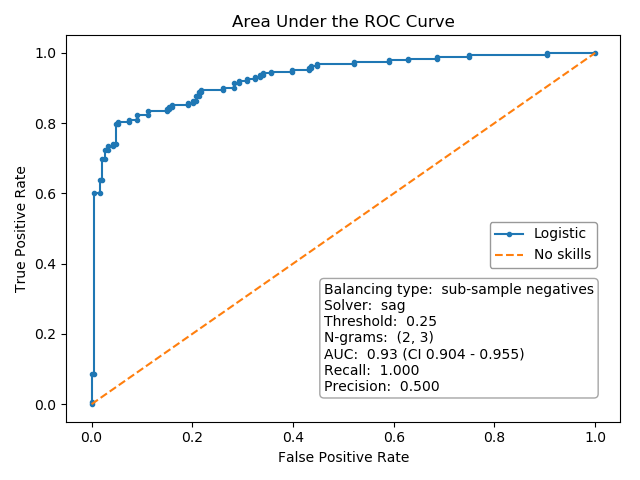 Area Under the ROC Curve
True Positive Rate
1.0
0.8
0.6
0.4
0.2
0.0
Logistic
No skills
Balancing type:  sub-sample negatives
Solver:  sag
Threshold:  0.25
N-grams:  (2, 3)
AUC:  0.93 (CI 0.904 - 0.955)
Recall:  1.000
Precision:  0.500
0.0 0.2 0.4 0.6 0.8 1.0
False Positive Rate